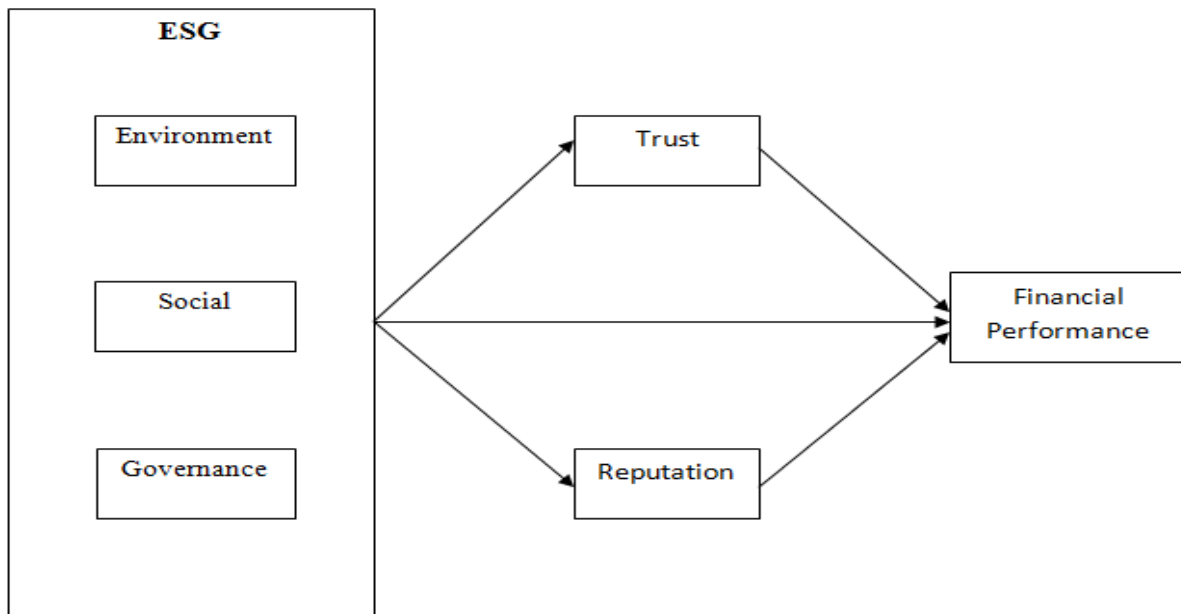 ESG
Environment
Trust
Social
Financial
Performance
Governance
Reputation